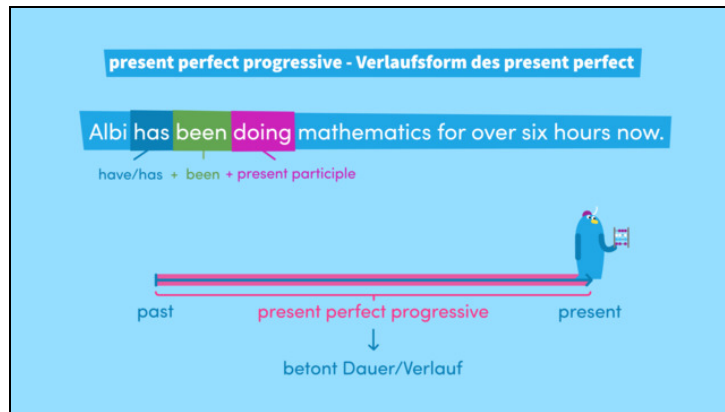 present perfect progressive - Verlaufsform des present perfect
Albi has been doing mathematics for over six hours now.
have/has + been + present participle
past present perfect progressive present
betont Dauer/Verlauf